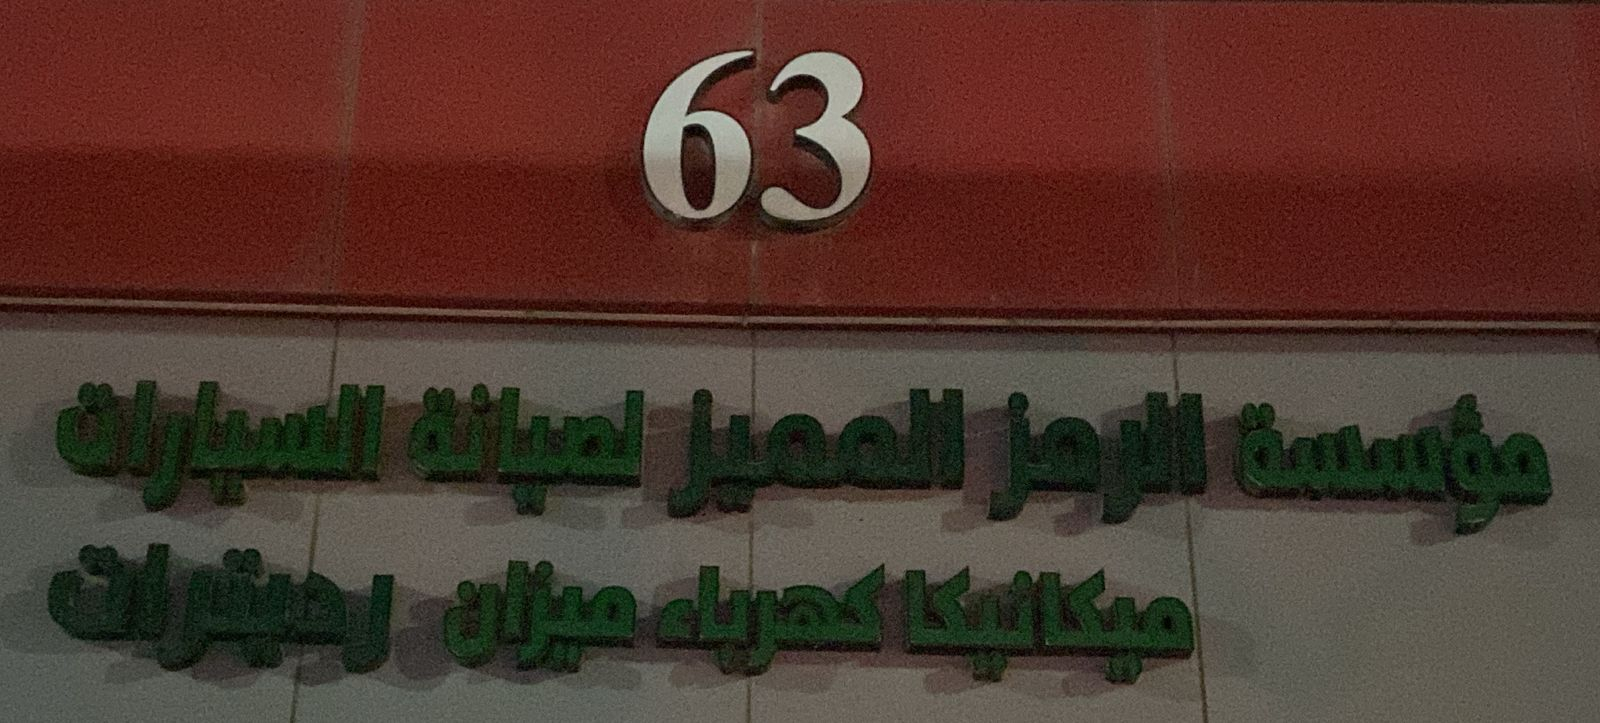 63
مؤسسة الرمز المميز لصيانة السيارات
ميكانيكا كهرباء ميزان رديترات